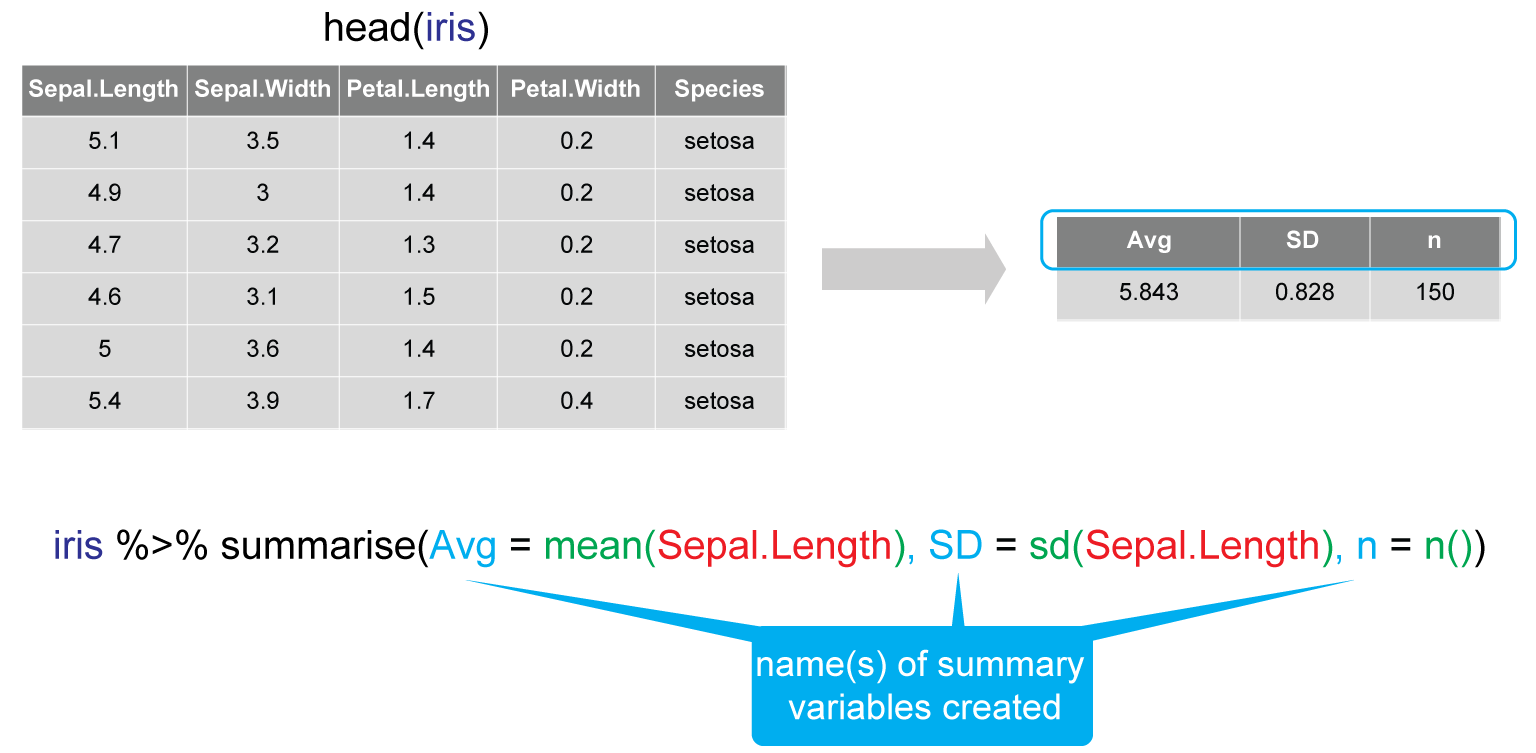 head(iris)
Sepal.Length Sepal.Width Petal.Length Petal.Width Species
5.1 3.5 1.4 0.2 setosa
4.9 3 1.4 0.2 setosa
4.7 3.2 1.3 0.2 setosa
4.6 3.1 1.5 0.2 setosa
5 3.6 1.4 0.2 setosa
5.4 3.9 1.7 0.4 setosa
Avg SD n
5.843 0.828 150
iris %>% summarise(Avg = mean(Sepal.Length), SD = sd(Sepal.Length), n = n())
name(s) of summary
variables created